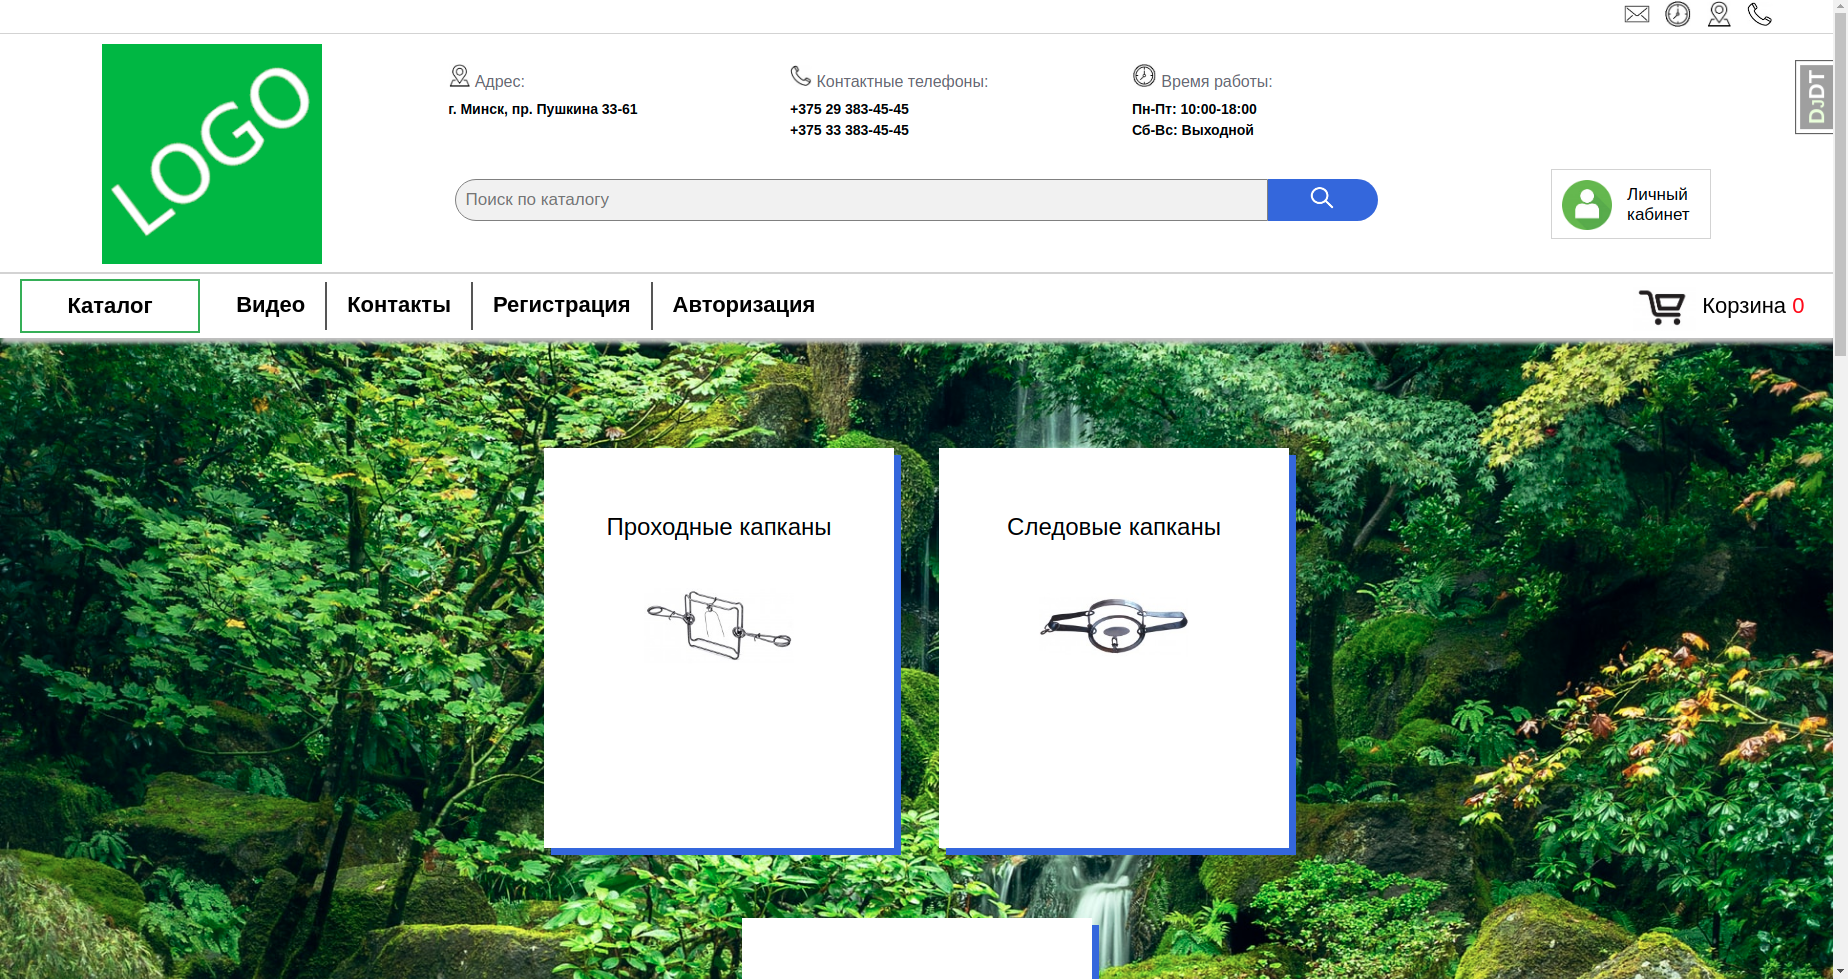 LOGO
Адрес:
г. Минск, пр. Пушкина 33-61
Контактные телефоны:
+375 29 383-45-45
+375 33 383-45-45
Время работы:
Пн-Пт: 10:00-18:00
Сб-Вс: Выходной
DJDT
Поиск по каталогу
Личный
кабинет
Каталог
Видео
Контакты
Регистрация
Авторизация
Корзина 0
Проходные капканы
Следовые капканы